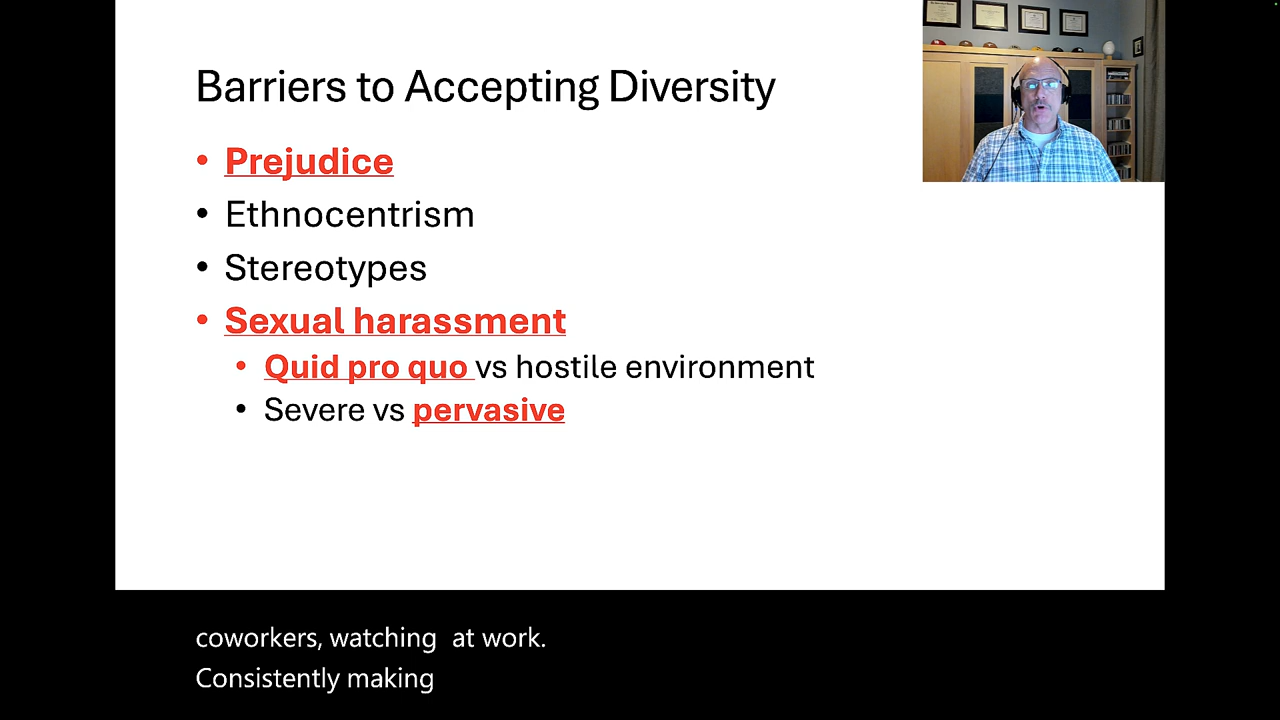 Barriers to Accepting Diversity
• Prejudice
• Ethnocentrism
• Stereotypes
• Sexual harassment
• Quid pro quo vs hostile environment
• Severe vs pervasive
coworkers, watching at work.
Consistently making